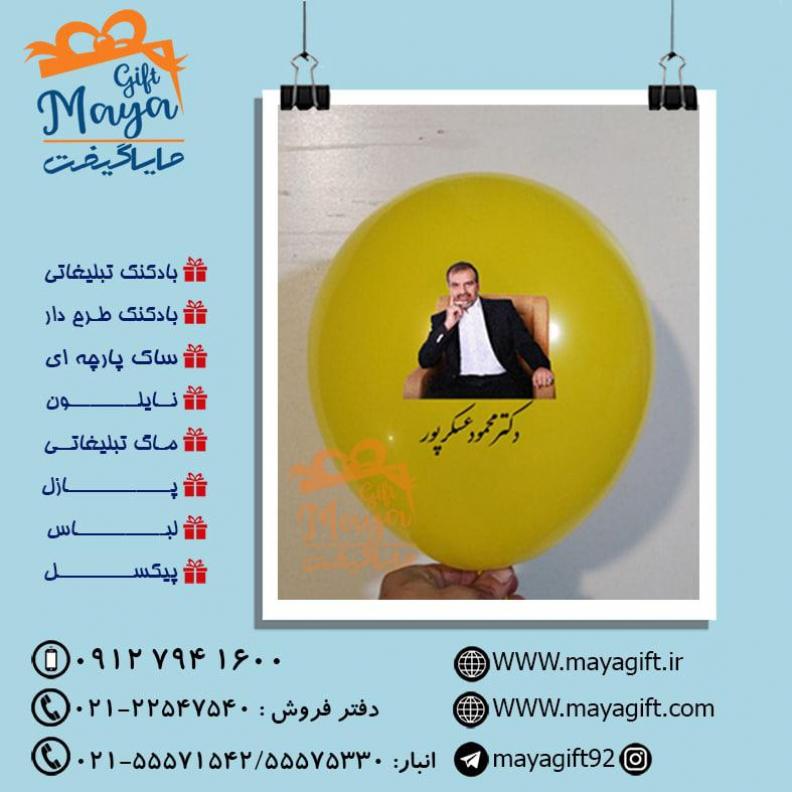 Gift
Maya
مایاگیفت
بادکنک تبلیغاتی
بادکنک طرح دار
ساک پارچه ای
نایلون
ماگ تبلیغاتی
پازل
لباس
پیکسل
دکتر محمود عسکرپور
Gift
Maya
مایاگیفت
۰۹۱۲ ۷۹۴ ۱۶۰۰
دفتر فروش : ۰۲۱-۲۲۵۴۷۵۴۰
انبار: ۰۲۱-۵۵۵۷۱۵۴۲/۵۵۵۷۵۳۳۰
WWW.mayagift.ir
WWW.mayagift.com
mayagift92